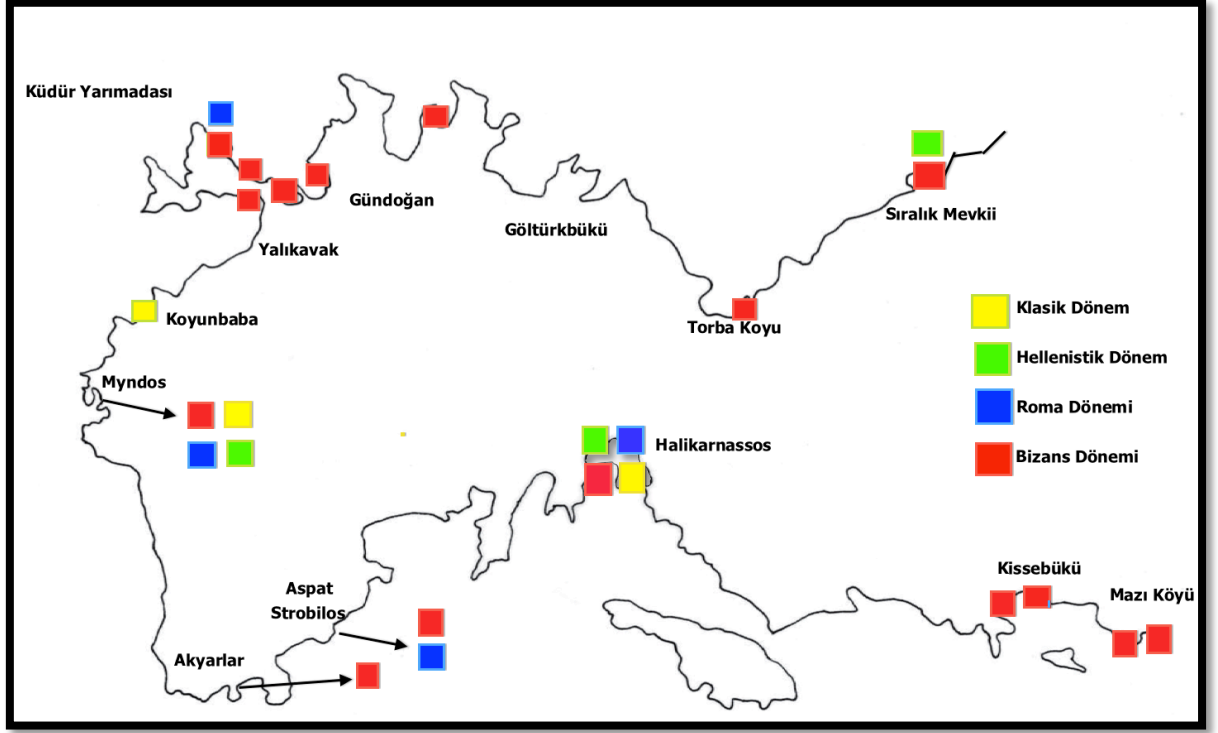 Küdür Yarımadası
Gündoğan
Göltürkbükü
Sıralık Mevkii
Yalıkavak
Koyunbaba
Torba Koyu
Klasik Dönem
Hellenistik Dönem
Roma Dönemi
Bizans Dönemi
Myndos
Halikarnassos
Kissebükü
Mazı Köyü
Aspat
Strobilos
Akyarlar